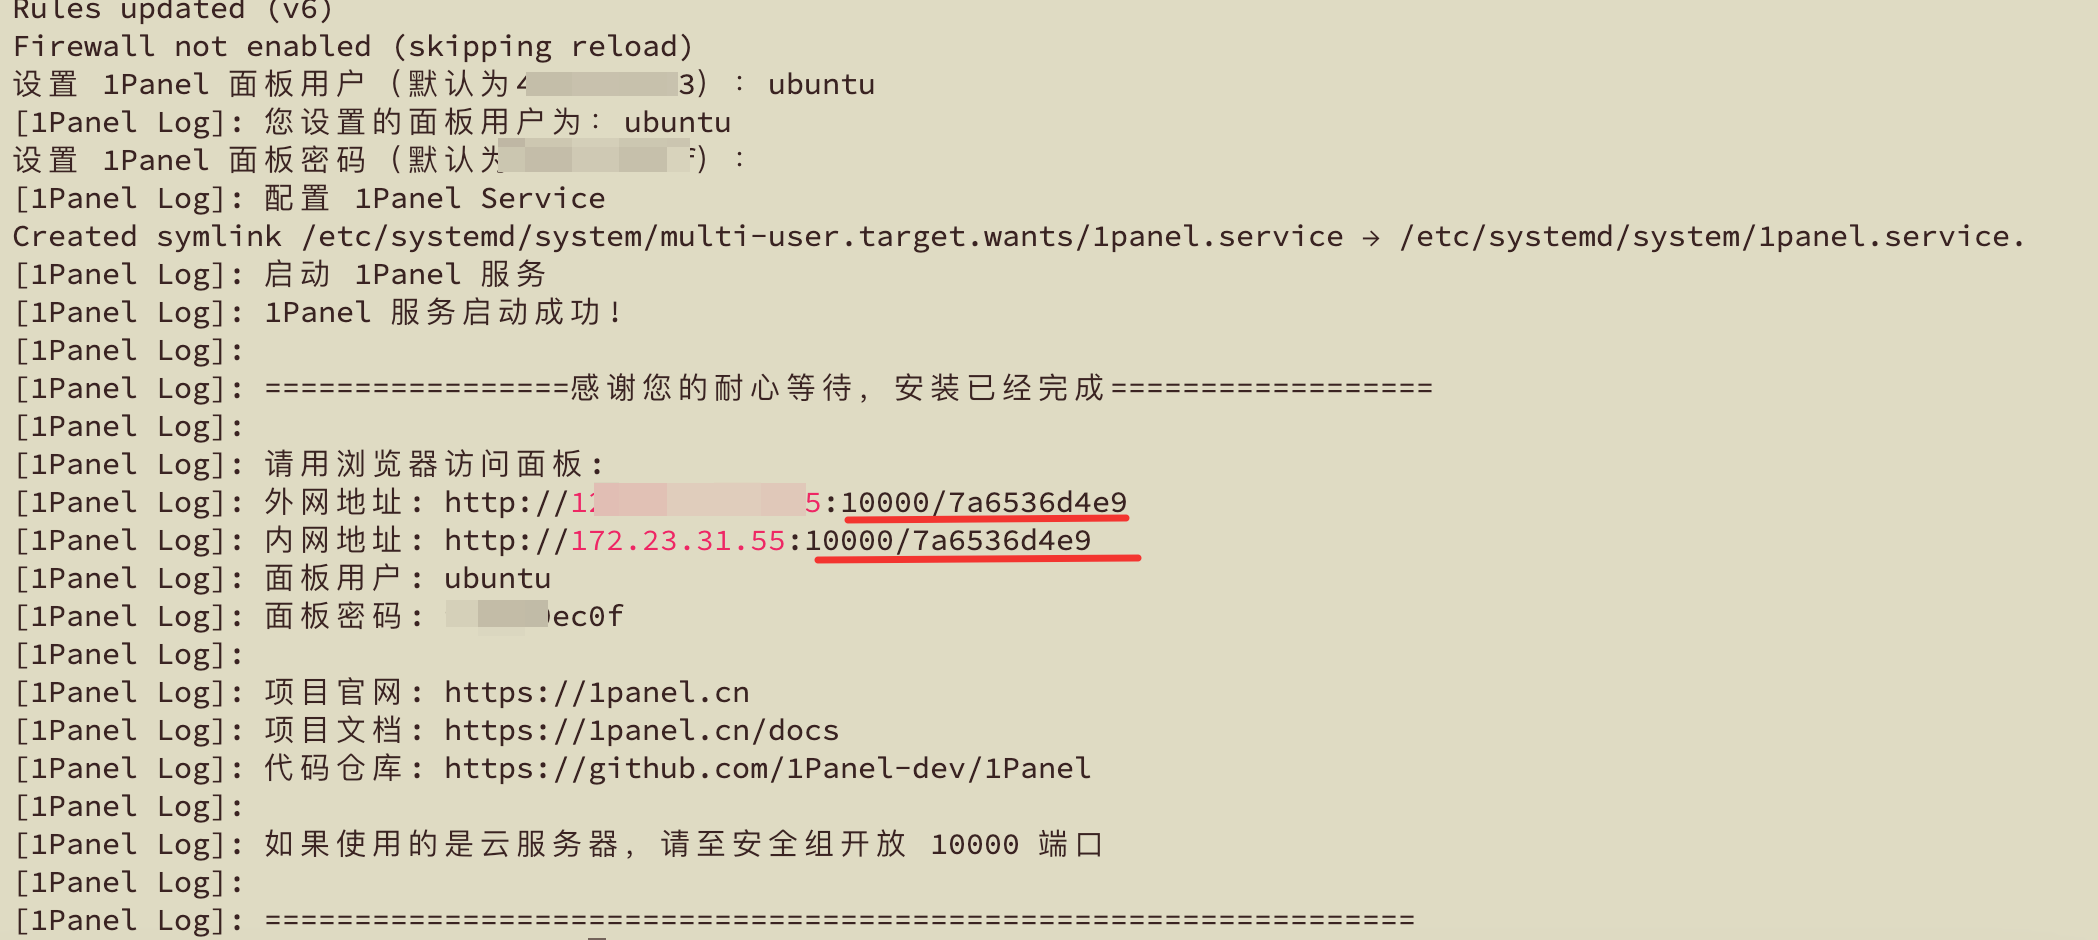 Rules updated (v6)
Firewall not enabled (skipping reload)
设置 1Panel 面板用户（默认为4 3）： ubuntu
[1Panel Log]: 您设置的面板用户为： ubuntu
设置 1Panel 面板密码（默认为 f）：
[1Panel Log]: 配置 1Panel Service
Created symlink /etc/systemd/system/multi-user.target.wants/1panel.service → /etc/systemd/system/1panel.service.
[1Panel Log]: 启动 1Panel 服务
[1Panel Log]: 1Panel 服务启动成功!
[1Panel Log]:
[1Panel Log]: =================感谢您的耐心等待，安装已经完成==================
[1Panel Log]:
[1Panel Log]: 请用浏览器访问面板:
[1Panel Log]: 外网地址: http://12 5:10000/7a6536d4e9
[1Panel Log]: 内网地址: http://172.23.31.55:10000/7a6536d4e9
[1Panel Log]: 面板用户: ubuntu
[1Panel Log]: 面板密码: ec0f
[1Panel Log]:
[1Panel Log]: 项目官网: https://1panel.cn
[1Panel Log]: 项目文档: https://1panel.cn/docs
[1Panel Log]: 代码仓库: https://github.com/1Panel-dev/1Panel
[1Panel Log]:
[1Panel Log]: 如果使用的是云服务器，请至安全组开放 10000 端口
[1Panel Log]:
[1Panel Log]: ================================================================